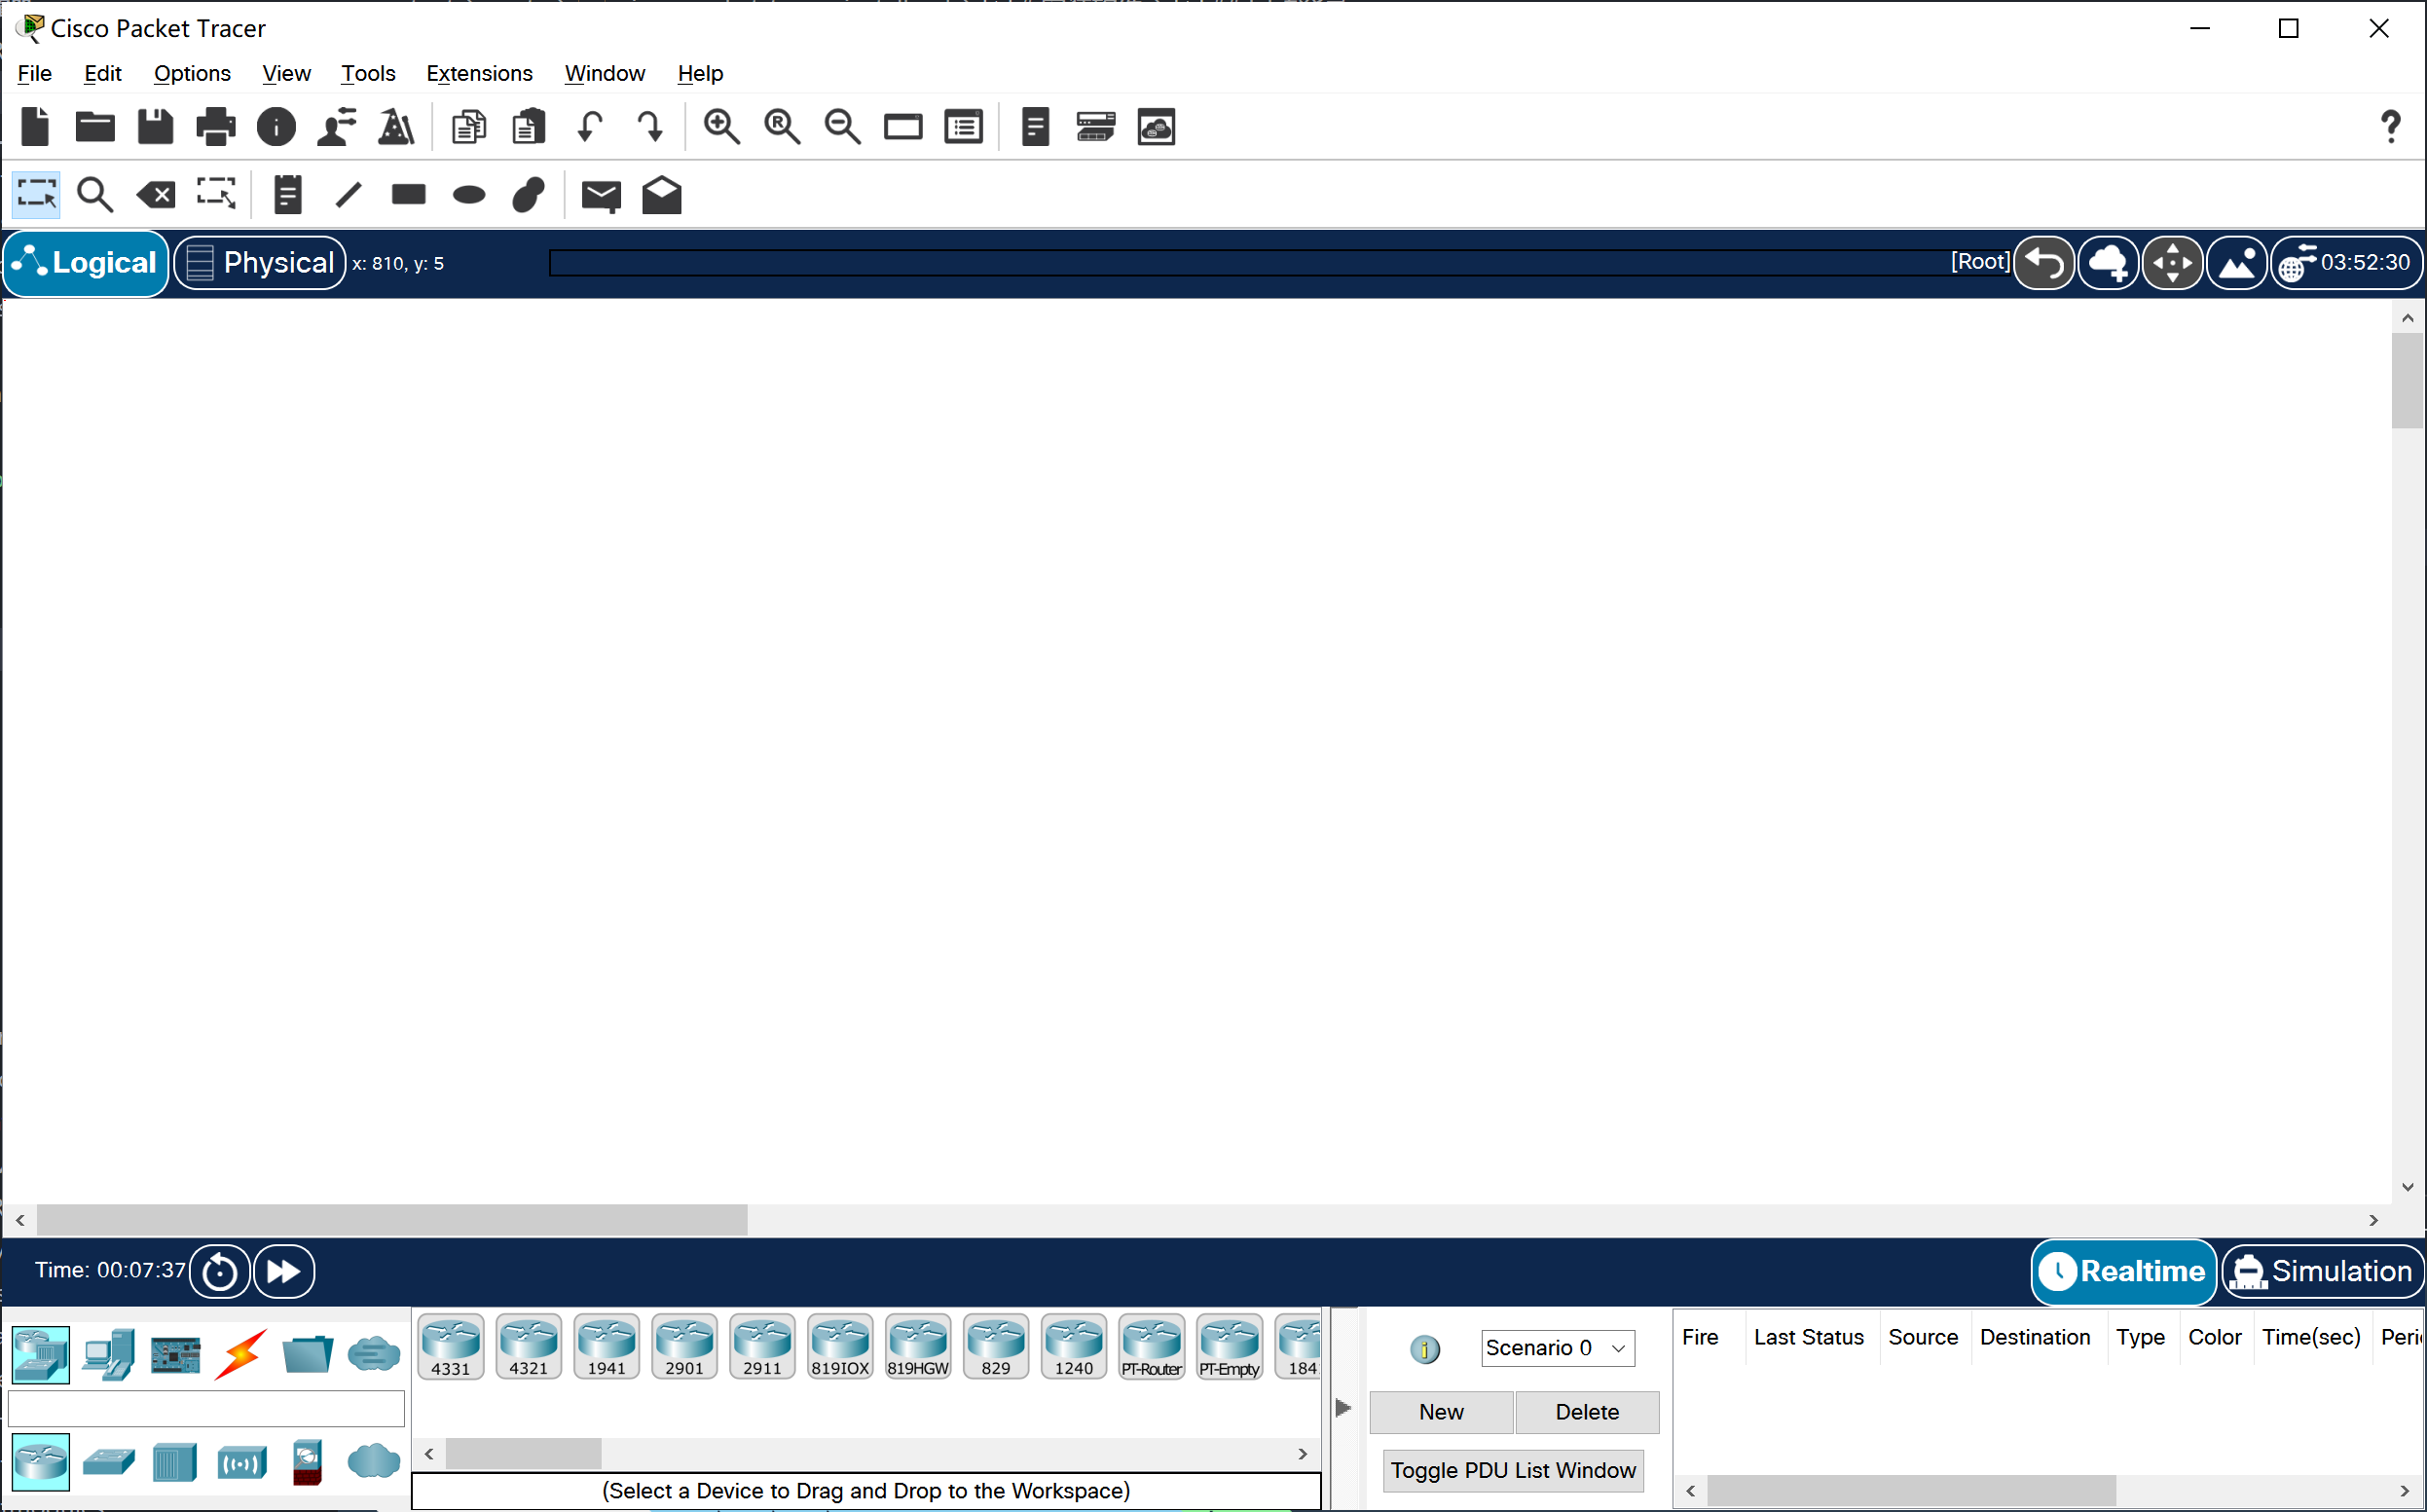 Cisco Packet Tracer
File Edit Options View Tools Extensions Window Help
Logical Physical x: 810, y: 5 [Root] 03:52:30
Time: 00:07:37 Realtime Simulation
4331 4321 1941 2901 2911 819IOX 819HGW 829 1240 PT-Router PT-Empty 184
Scenario 0
Fire Last Status Source Destination Type Color Time(sec) Peri
New Delete
Toggle PDU List Window
(Select a Device to Drag and Drop to the Workspace)